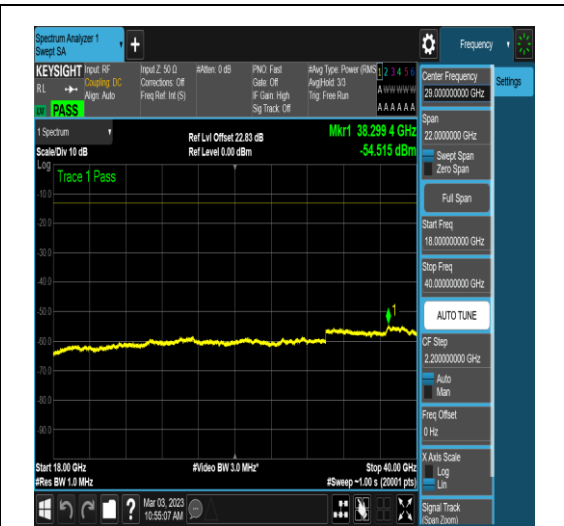 Spectrum Analyzer 1
Swept SA
Frequency
KEYSIGHT
RL
PASS
Input: RF
Coupling: DC
Align: Auto
Input Z: 50 Ω
Corrections: Off
Freq Ref: Int (S)
#Atten: 0 dB
PNO: Fast
Gate: Off
IF Gain: High
Sig Track: Off
#Avg Type: Power (RMS)
Avg|Hold: 3/3
Trig: Free Run
1 2 3 4 5 6
A W W W W W
A A A A A A
1 Spectrum
Scale/Div 10 dB
Ref Lvl Offset 22.83 dB
Ref Level 0.00 dBm
Mkr1 38.299 4 GHz
-54.515 dBm
Log
Trace 1 Pass
-10.0
-20.0
-30.0
-40.0
-50.0
-60.0
-70.0
-80.0
-90.0
1
Start 18.00 GHz
#Res BW 1.0 MHz
#Video BW 3.0 MHz*
Stop 40.00 GHz
#Sweep ~1.00 s (20001 pts)
Mar 03, 2023
10:55:07 AM
Center Frequency
29.000000000 GHz
Settings
Span
22.0000000 GHz
Swept Span
Zero Span
Full Span
Start Freq
18.000000000 GHz
Stop Freq
40.000000000 GHz
AUTO TUNE
CF Step
2.200000000 GHz
Auto
Man
Freq Offset
0 Hz
X Axis Scale
Log
Lin
Signal Track
(Span Zoom)